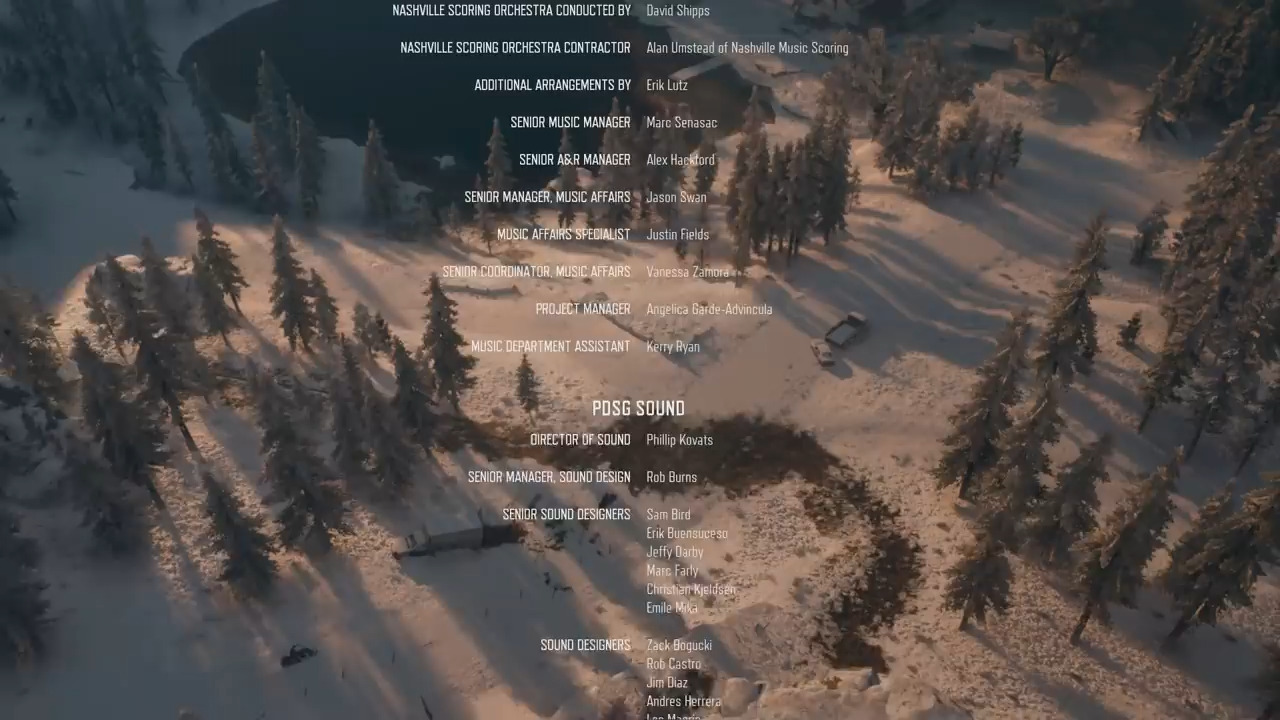 NASHVILLE SCORING ORCHESTRA CONDUCTED BY David Shipps
NASHVILLE SCORING ORCHESTRA CONTRACTOR Alan Umstead of Nashville Music Scoring
ADDITIONAL ARRANGEMENTS BY Erik Lutz
SENIOR MUSIC MANAGER Marc Senasac
SENIOR A&R MANAGER Alex Hackford
SENIOR MANAGER, MUSIC AFFAIRS Jason Swan
MUSIC AFFAIRS SPECIALIST Justin Fields
SENIOR COORDINATOR, MUSIC AFFAIRS Vanessa Zamora
PROJECT MANAGER Angelica Garde-Advincula
MUSIC DEPARTMENT ASSISTANT Kerry Ryan
PDSG SOUND
DIRECTOR OF SOUND Phillip Kovats
SENIOR MANAGER, SOUND DESIGN Rob Burns
SENIOR SOUND DESIGNERS Sam Bird
Erik Buensuceso
Jeffy Darby
Marc Farly
Christian Kjeldsen
Emile Mika
SOUND DESIGNERS Zack Bogucki
Rob Castro
Jim Diaz
Andres Herrera